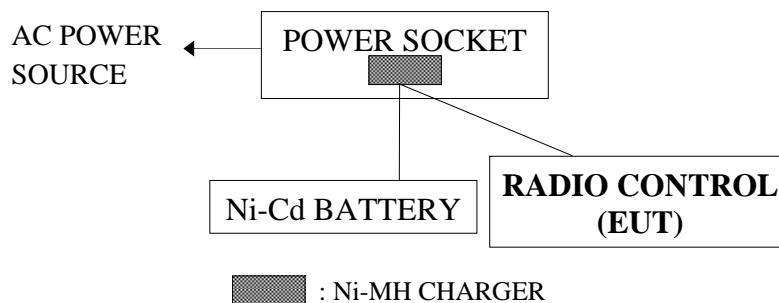 AC POWER
SOURCE
POWER SOCKET
Ni-Cd BATTERY
RADIO CONTROL
(EUT)
: Ni-MH CHARGER